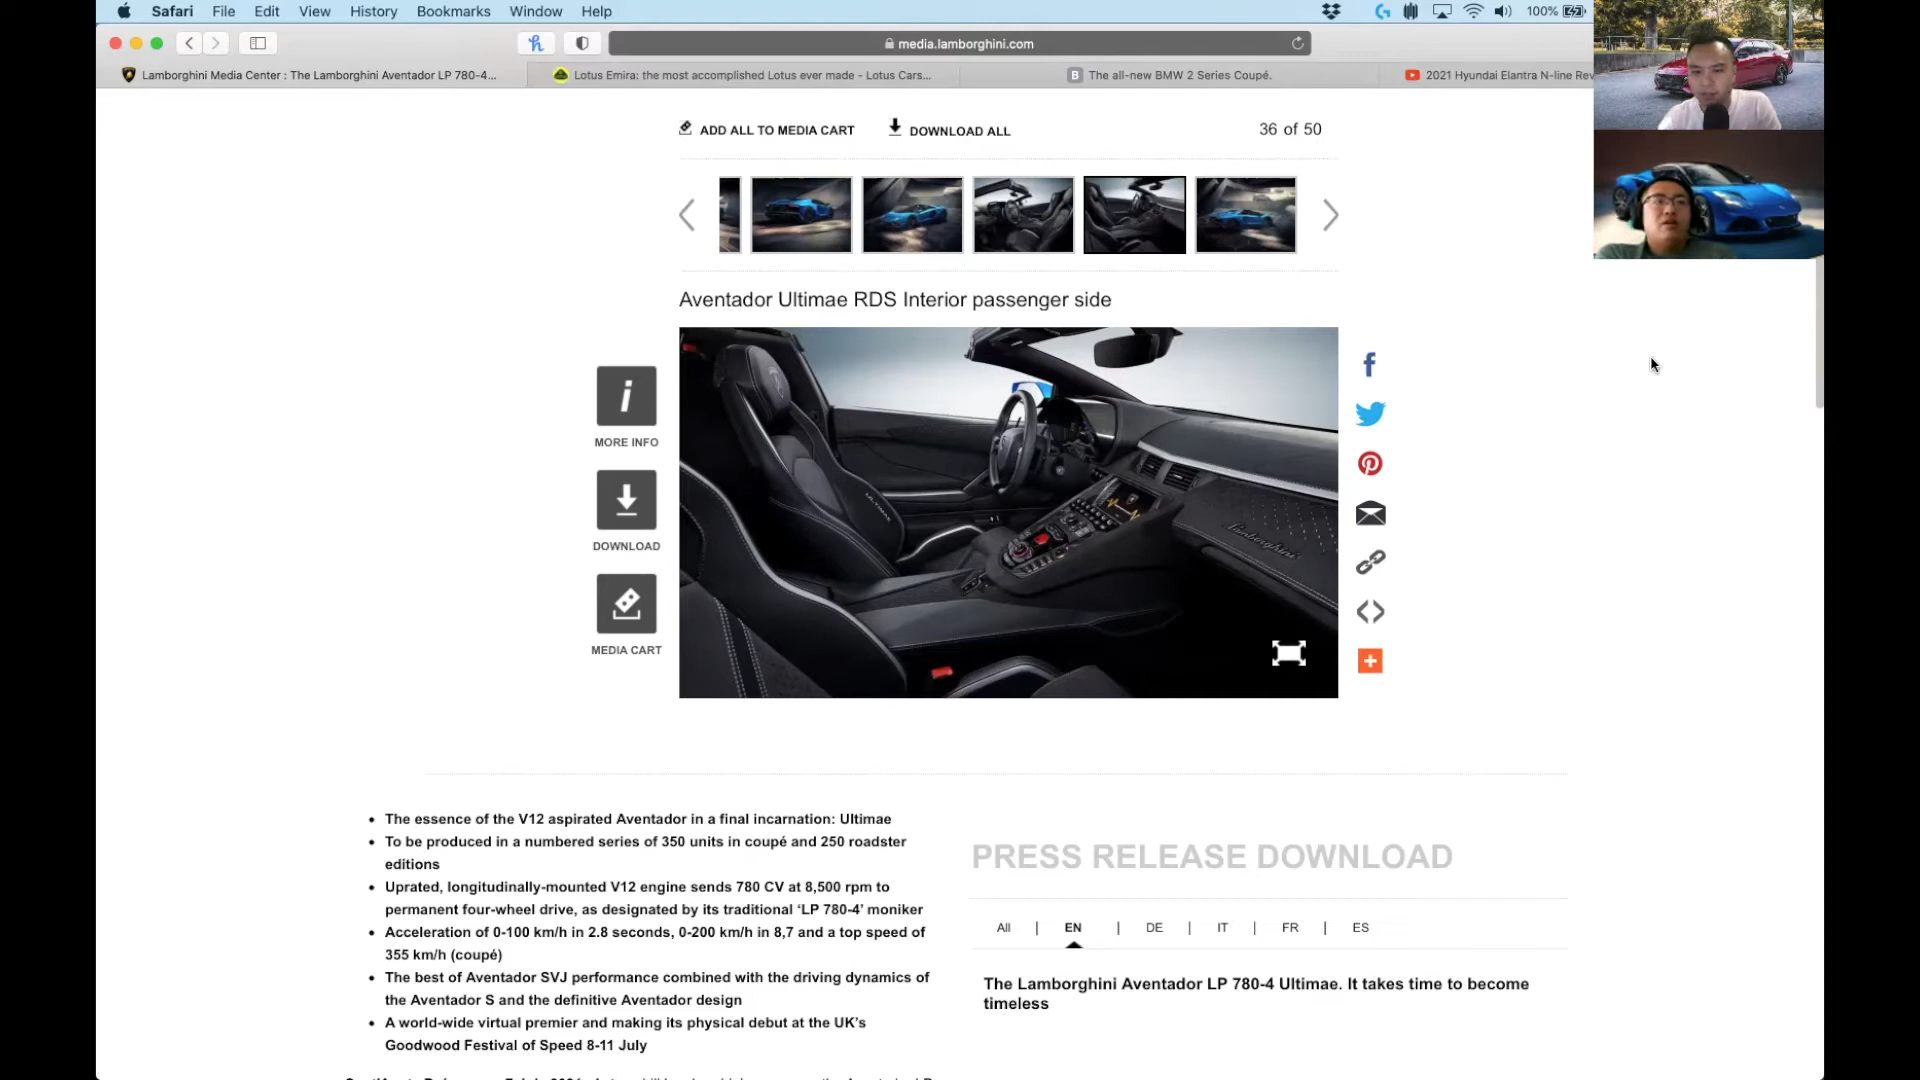 Safari File Edit View History Bookmarks Window Help 100%
media.lamborghini.com
Lamborghini Media Center : The Lamborghini Aventador LP 780-4...
Lotus Emira: the most accomplished Lotus ever made - Lotus Cars...
The all-new BMW 2 Series Coupé.
2021 Hyundai Elantra N-line Rev
ADD ALL TO MEDIA CART
DOWNLOAD ALL
36 of 50
Aventador Ultimae RDS Interior passenger side
MORE INFO
DOWNLOAD
MEDIA CART
ULTIMAE
Lamborghini
The essence of the V12 aspirated Aventador in a final incarnation: Ultimae
To be produced in a numbered series of 350 units in coupé and 250 roadster
editions
Uprated, longitudinally-mounted V12 engine sends 780 CV at 8,500 rpm to
permanent four-wheel drive, as designated by its traditional ‘LP 780-4’ moniker
Acceleration of 0-100 km/h in 2.8 seconds, 0-200 km/h in 8,7 and a top speed of
355 km/h (coupé)
The best of Aventador SVJ performance combined with the driving dynamics of
the Aventador S and the definitive Aventador design
A world-wide virtual premier and making its physical debut at the UK’s
Goodwood Festival of Speed 8-11 July
PRESS RELEASE DOWNLOAD
All | EN | DE | IT | FR | ES
The Lamborghini Aventador LP 780-4 Ultimae. It takes time to become
timeless